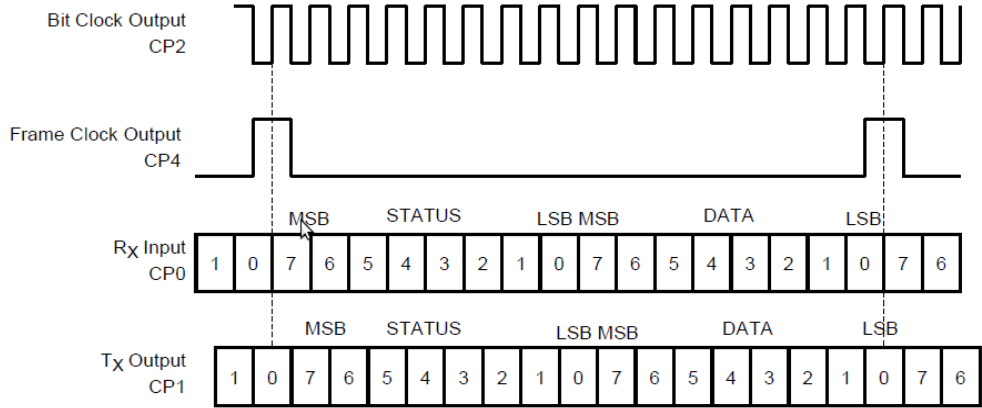 Bit Clock Output
CP2
Frame Clock Output
CP4
MSB STATUS LSB MSB DATA LSB
RX Input
CP0
1 0 7 6 5 4 3 2 1 0 7 6 5 4 3 2 1 0 7 6
MSB STATUS LSB MSB DATA LSB
TX Output
CP1
1 0 7 6 5 4 3 2 1 0 7 6 5 4 3 2 1 0 7 6